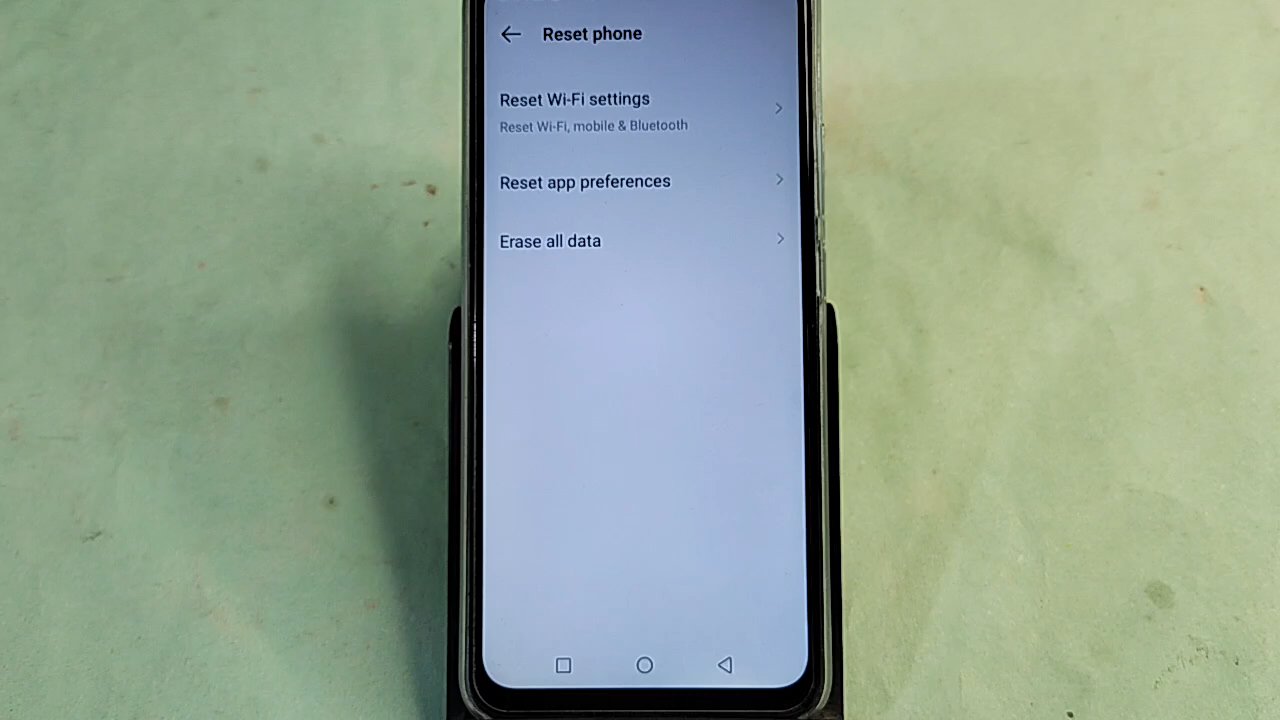 Reset phone
Reset Wi-Fi settings
Reset Wi-Fi, mobile & Bluetooth
Reset app preferences
Erase all data